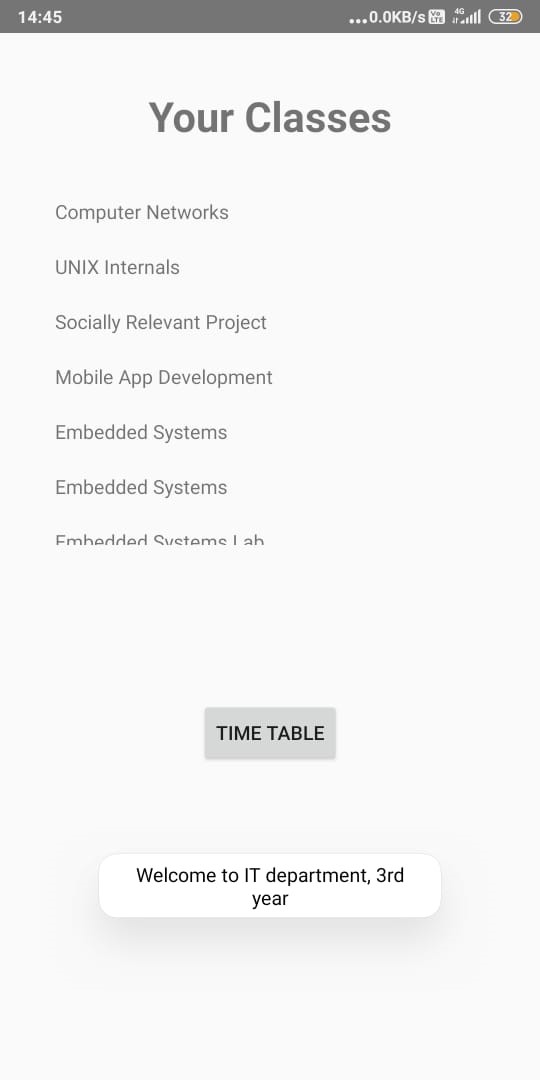 14:45
...0.0KB/s Vo LTE 4G 32
Your Classes
Computer Networks
UNIX Internals
Socially Relevant Project
Mobile App Development
Embedded Systems
Embedded Systems
Embedded Systems Lab
TIME TABLE
Welcome to IT department, 3rd
year